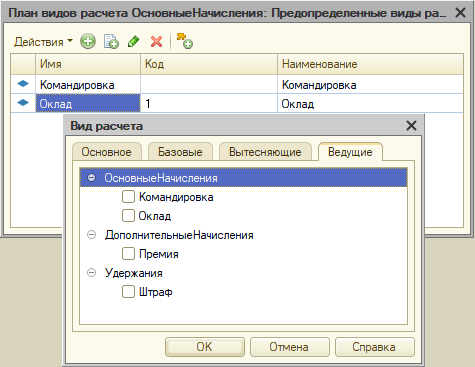 План видов расчета ОсновныеНачисления: Предопределенные виды ра...
Действия
Имя Код Наименование
Командировка Командировка
Оклад 1 Оклад
Вид расчета
Основное Базовые Вытесняющие Ведущие
ОсновныеНачисления
Командировка
Оклад
ДополнительныеНачисления
Премия
Удержания
Штраф
OK Отмена Справка